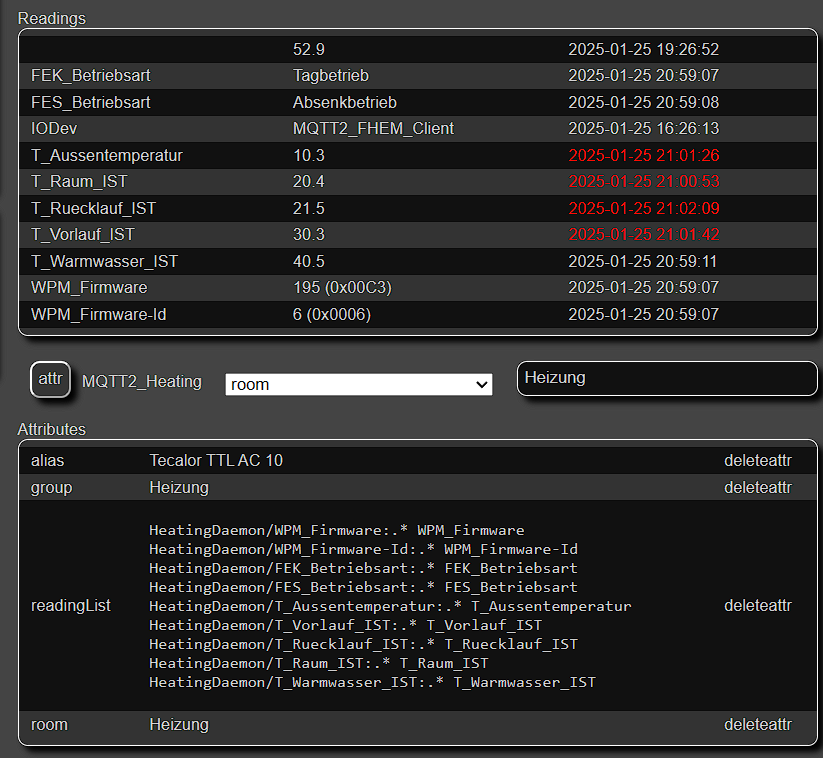 Readings
52.9 2025-01-25 19:26:52
FEK_Betriebsart Tagbetrieb 2025-01-25 20:59:07
FES_Betriebsart Absenkbetrieb 2025-01-25 20:59:08
IODev MQTT2_FHEM_Client 2025-01-25 16:26:13
T_Aussentemperatur 10.3 2025-01-25 21:01:26
T_Raum_IST 20.4 2025-01-25 21:00:53
T_Ruecklauf_IST 21.5 2025-01-25 21:02:09
T_Vorlauf_IST 30.3 2025-01-25 21:01:42
T_Warmwasser_IST 40.5 2025-01-25 20:59:11
WPM_Firmware 195 (0x00C3) 2025-01-25 20:59:07
WPM_Firmware-Id 6 (0x0006) 2025-01-25 20:59:07
attr MQTT2_Heating room Heizung
Attributes
alias Tecalor TTL AC 10 deleteattr
group Heizung deleteattr
HeatingDaemon/WPM_Firmware:.* WPM_Firmware
HeatingDaemon/WPM_Firmware-Id:.* WPM_Firmware-Id
HeatingDaemon/FEK_Betriebsart:.* FEK_Betriebsart
HeatingDaemon/FES_Betriebsart:.* FES_Betriebsart
readingList HeatingDaemon/T_Aussentemperatur:.* T_Aussentemperatur deleteattr
HeatingDaemon/T_Vorlauf_IST:.* T_Vorlauf_IST
HeatingDaemon/T_Ruecklauf_IST:.* T_Ruecklauf_IST
HeatingDaemon/T_Raum_IST:.* T_Raum_IST
HeatingDaemon/T_Warmwasser_IST:.* T_Warmwasser_IST
room Heizung deleteattr